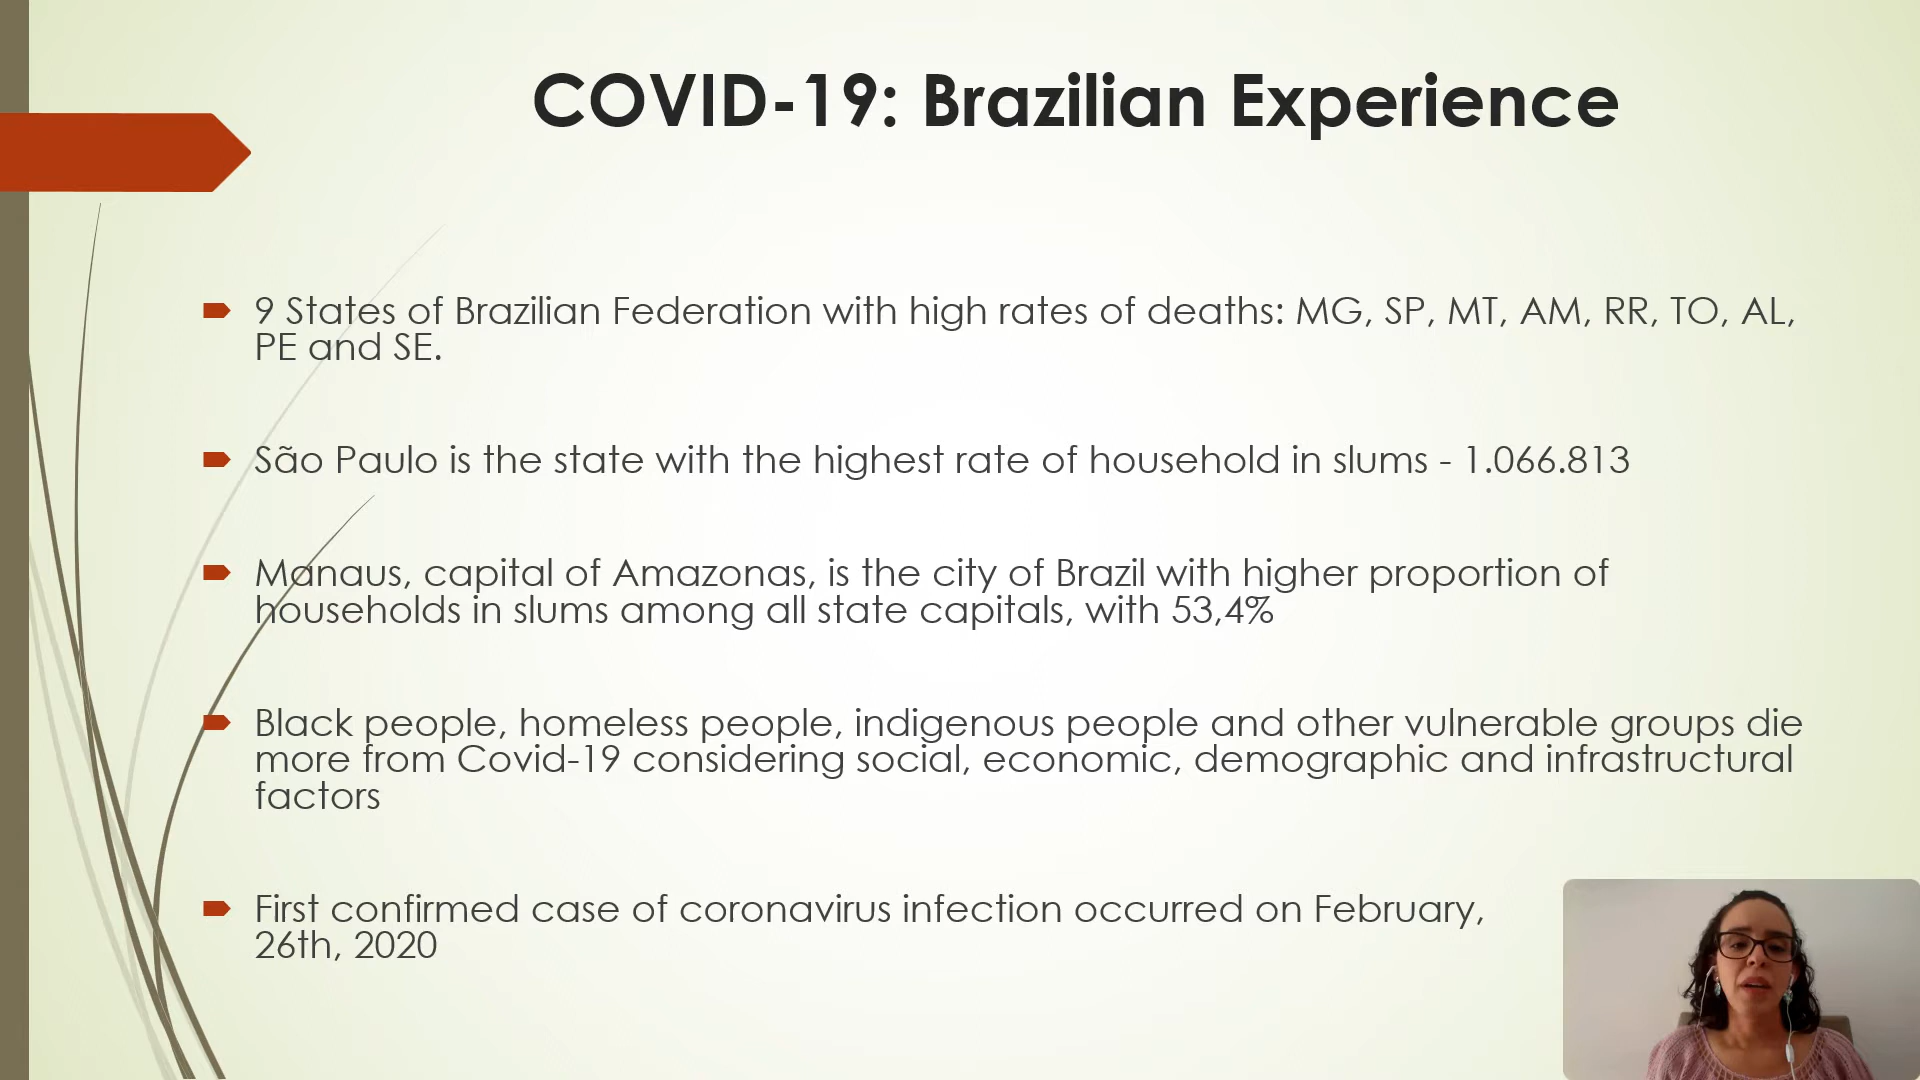 COVID-19: Brazilian Experience
9 States of Brazilian Federation with high rates of deaths: MG, SP, MT, AM, RR, TO, AL,
PE and SE.
São Paulo is the state with the highest rate of household in slums - 1.066.813
Manaus, capital of Amazonas, is the city of Brazil with higher proportion of
households in slums among all state capitals, with 53,4%
Black people, homeless people, indigenous people and other vulnerable groups die
more from Covid-19 considering social, economic, demographic and infrastructural
factors
First confirmed case of coronavirus infection occurred on February,
26th, 2020